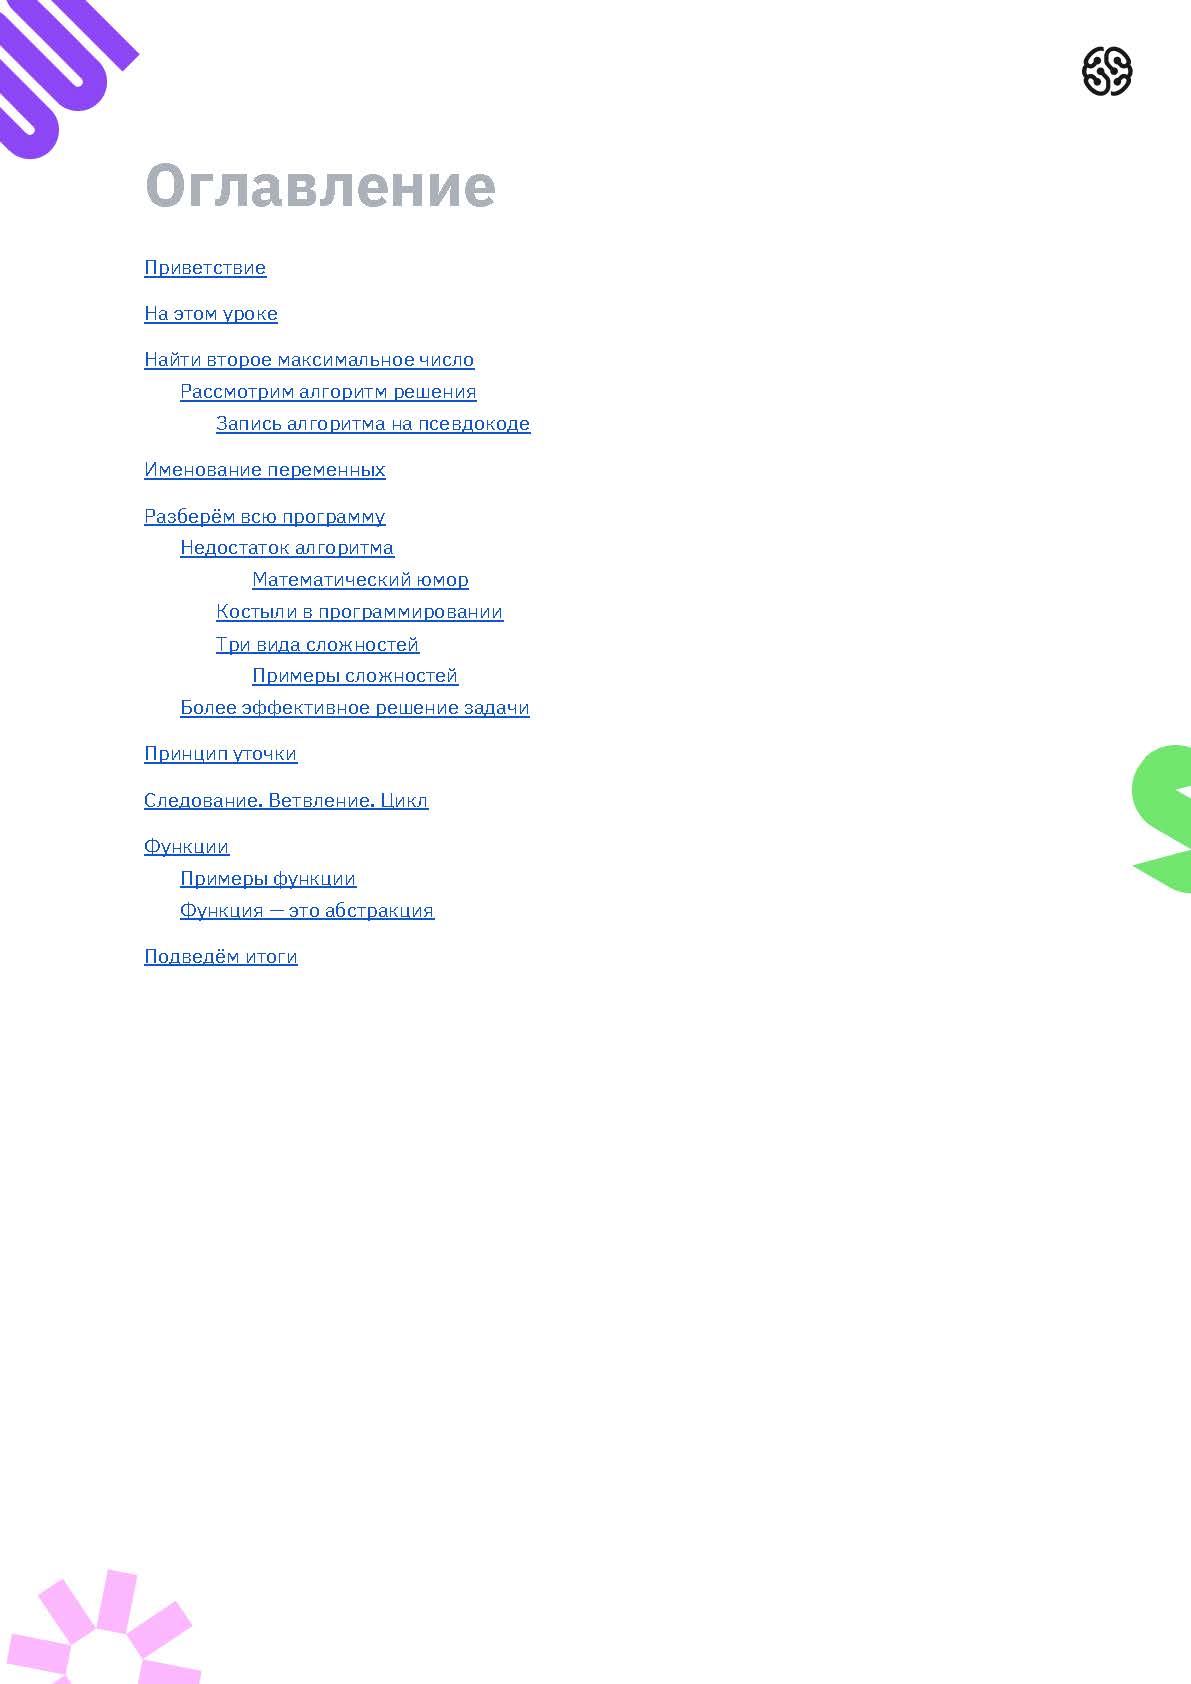 Оглавление
Приветствие
На этом уроке
Найти второе максимальное число
Рассмотрим алгоритм решения
Запись алгоритма на псевдокоде
Именование переменных
Разберём всю программу
Недостаток алгоритма
Математический юмор
Костыли в программировании
Три вида сложностей
Примеры сложностей
Более эффективное решение задачи
Принцип уточки
Следование. Ветвление. Цикл
Функции
Примеры функции
Функция — это абстракция
Подведём итоги